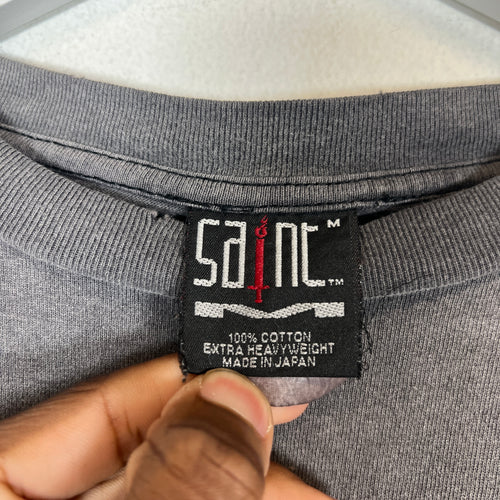 Saint M
TM
100% COTTON
EXTRA HEAVYWEIGHT
MADE IN JAPAN